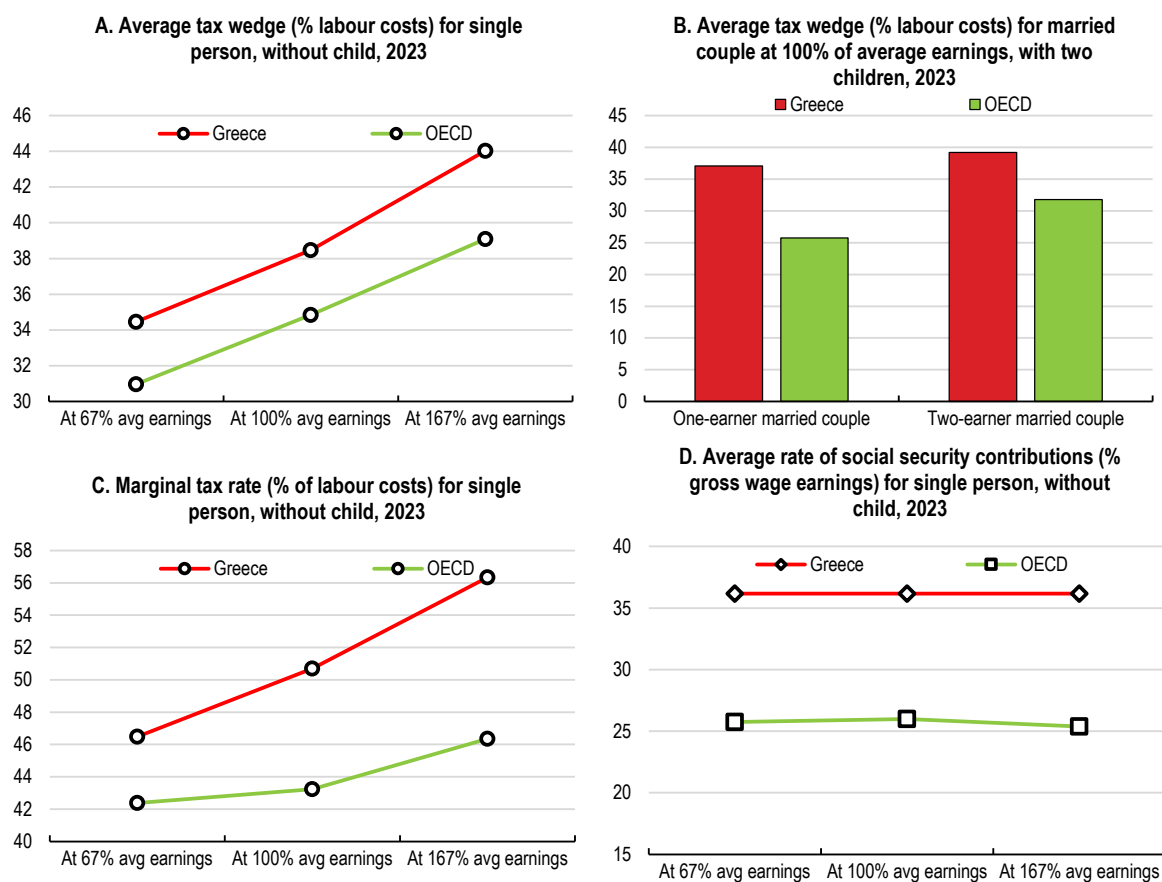 A. Average tax wedge (% labour costs) for single
person, without child, 2023
46
44
42
40
38
36
34
32
30
Greece
OECD
At 67% avg earnings
At 100% avg earnings
At 167% avg earnings
B. Average tax wedge (% labour costs) for married
couple at 100% of average earnings, with two
children, 2023
Greece
OECD
45
40
35
30
25
20
15
10
5
0
One-earner married couple
Two-earner married couple
C. Marginal tax rate (% of labour costs) for single
person, without child, 2023
58
56
54
52
50
48
46
44
42
40
Greece
OECD
At 67% avg earnings
At 100% avg earnings
At 167% avg earnings
D. Average rate of social security contributions (%
gross wage earnings) for single person, without
child, 2023
40
35
30
25
20
15
Greece
OECD
At 67% avg earnings
At 100% avg earnings
At 167% avg earnings